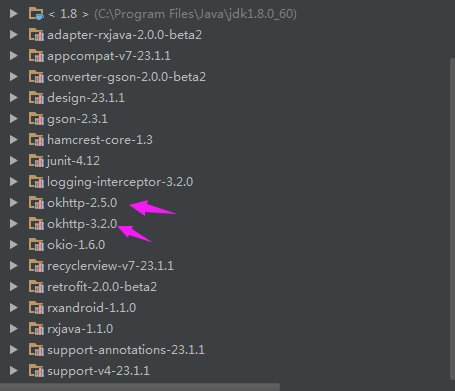 < 1.8 > (C:\Program Files\Java\jdk1.8.0_60)
adapter-rxjava-2.0.0-beta2
appcompat-v7-23.1.1
converter-gson-2.0.0-beta2
design-23.1.1
gson-2.3.1
hamcrest-core-1.3
junit-4.12
logging-interceptor-3.2.0
okhttp-2.5.0
okhttp-3.2.0
okio-1.6.0
recyclerview-v7-23.1.1
retrofit-2.0.0-beta2
rxandroid-1.1.0
rxjava-1.1.0
support-annotations-23.1.1
support-v4-23.1.1